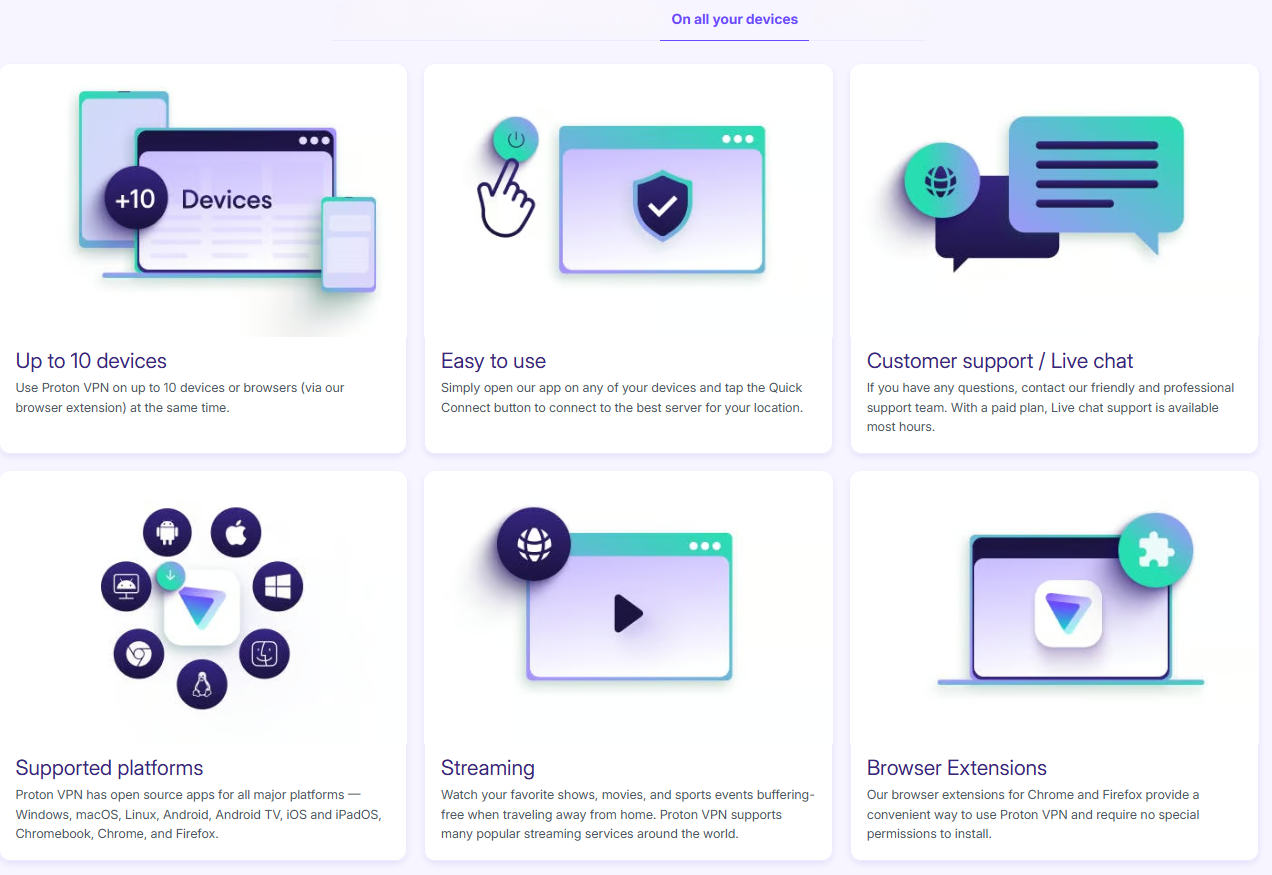 On all your devices
+10
Devices
Up to 10 devices
Use Proton VPN on up to 10 devices or browsers (via our
browser extension) at the same time.
Easy to use
Simply open our app on any of your devices and tap the Quick
Connect button to connect to the best server for your location.
Customer support / Live chat
If you have any questions, contact our friendly and professional
support team. With a paid plan, Live chat support is available
most hours.
Supported platforms
Proton VPN has open source apps for all major platforms —
Windows, macOS, Linux, Android, Android TV, iOS and iPadOS,
Chromebook, Chrome, and Firefox.
Streaming
Watch your favorite shows, movies, and sports events buffering-
free when traveling away from home. Proton VPN supports
many popular streaming services around the world.
Browser Extensions
Our browser extensions for Chrome and Firefox provide a
convenient way to use Proton VPN and require no special
permissions to install.